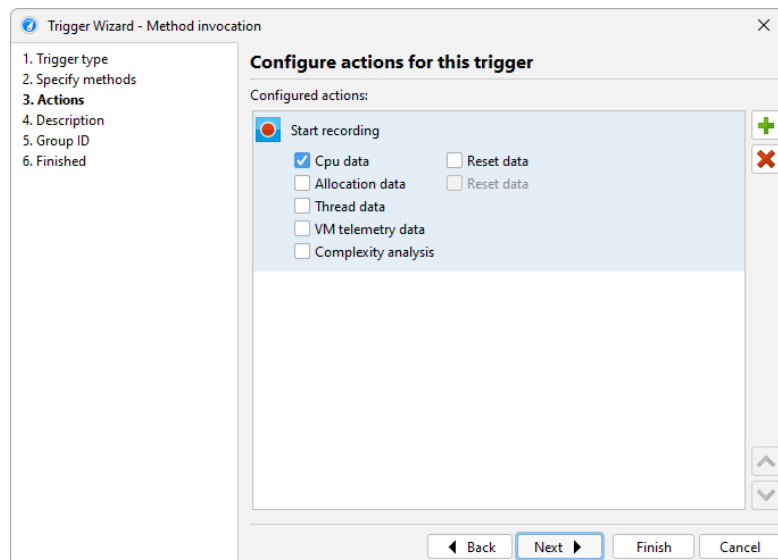 Trigger Wizard - Method invocation
1. Trigger type
2. Specify methods
3. Actions
4. Description
5. Group ID
6. Finished
Configure actions for this trigger
Configured actions:
Start recording
Cpu data Reset data
Allocation data Reset data
Thread data
VM telemetry data
Complexity analysis
Back Next Finish Cancel